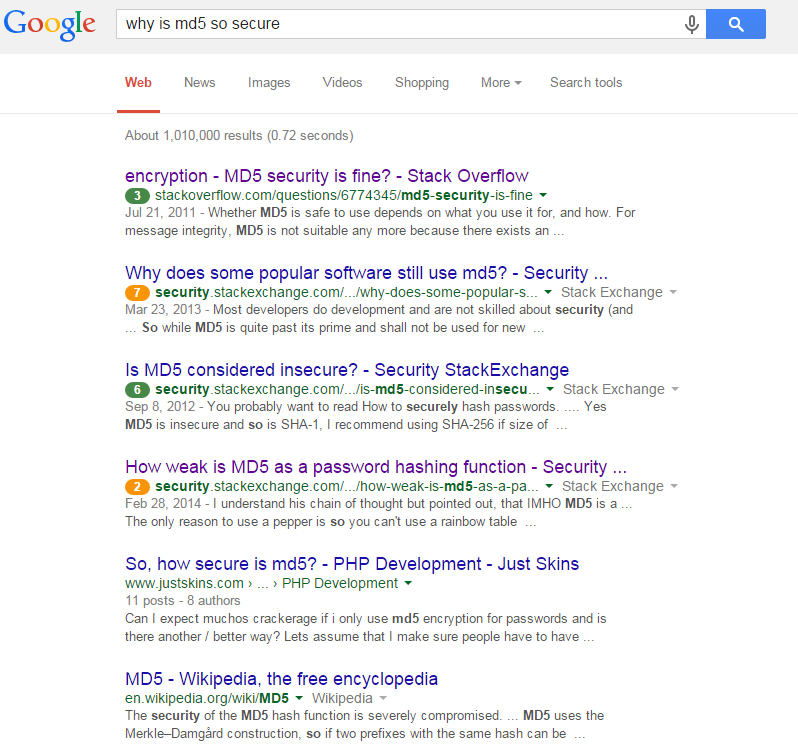 Google
why is md5 so secure
Web News Images Videos Shopping More Search tools
About 1,010,000 results (0.72 seconds)
encryption - MD5 security is fine? - Stack Overflow
3 stackoverflow.com/questions/6774345/md5-security-is-fine
Jul 21, 2011 - Whether MD5 is safe to use depends on what you use it for, and how. For
message integrity, MD5 is not suitable any more because there exists an ...
Why does some popular software still use md5? - Security ...
7 security.stackexchange.com/.../why-does-some-popular-s... Stack Exchange
Mar 23, 2013 - Most developers do development and are not skilled about security (and
... So while MD5 is quite past its prime and shall not be used for new ...
Is MD5 considered insecure? - Security StackExchange
6 security.stackexchange.com/.../is-md5-considered-insecu... Stack Exchange
Sep 8, 2012 - You probably want to read How to securely hash passwords. .... Yes
MD5 is insecure and so is SHA-1, I recommend using SHA-256 if size of ...
How weak is MD5 as a password hashing function - Security ...
2 security.stackexchange.com/.../how-weak-is-md5-as-a-pa... Stack Exchange
Feb 28, 2014 - I understand his chain of thought but pointed out, that IMHO MD5 is a ...
The only reason to use a pepper is so you can't use a rainbow table ...
So, how secure is md5? - PHP Development - Just Skins
www.justskins.com › ... › PHP Development
11 posts - 8 authors
Can I expect muchos crackerage if i only use md5 encryption for passwords and is
there another / better way? Lets assume that I make sure people have to have ...
MD5 - Wikipedia, the free encyclopedia
en.wikipedia.org/wiki/MD5 Wikipedia
The security of the MD5 hash function is severely compromised. ... MD5 uses the
Merkle–Damgård construction, so if two prefixes with the same hash can be ...